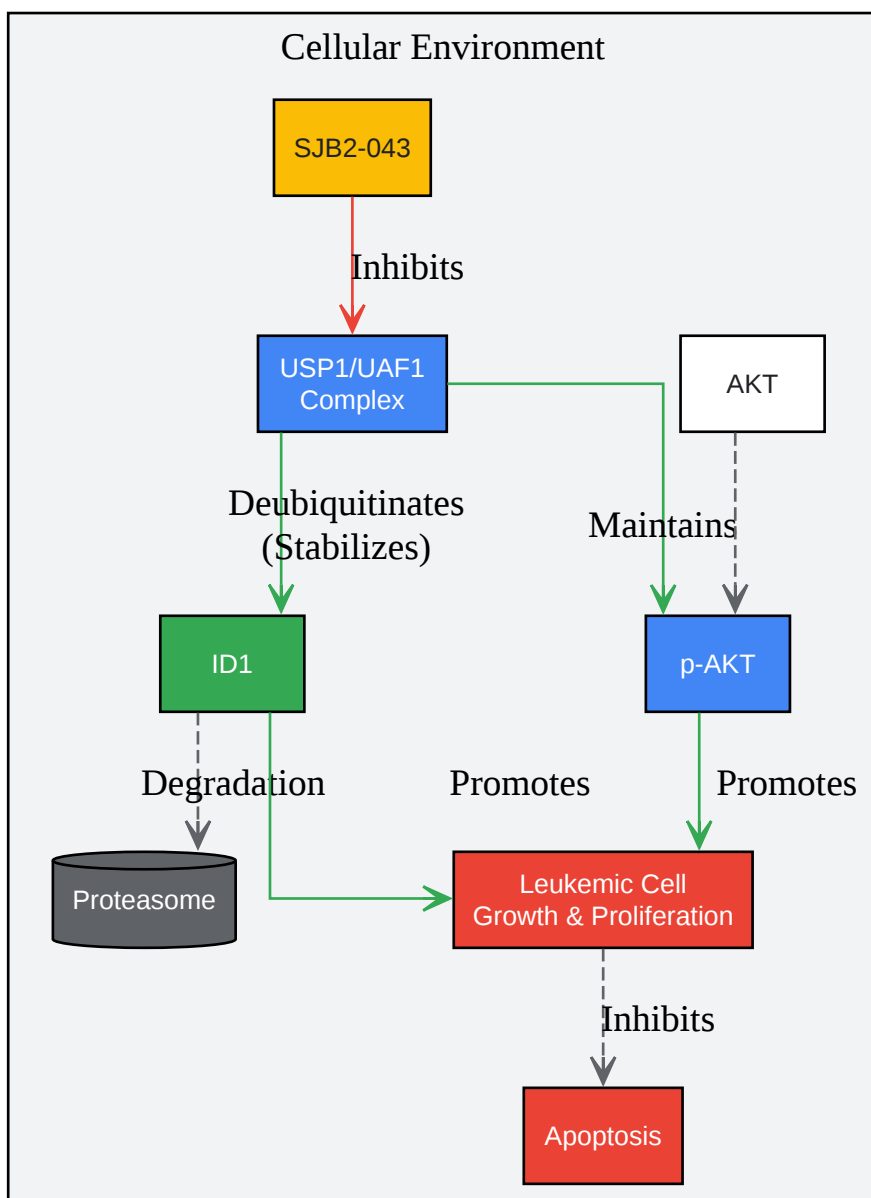 Cellular Environment
SJB2-043
Inhibits
USP1/UAF1
Complex
AKT
Deubiquitinates
(Stabilizes)
Maintains
ID1
p-AKT
Degradation
Promotes
Promotes
Proteasome
Leukemic Cell
Growth & Proliferation
Inhibits
Apoptosis